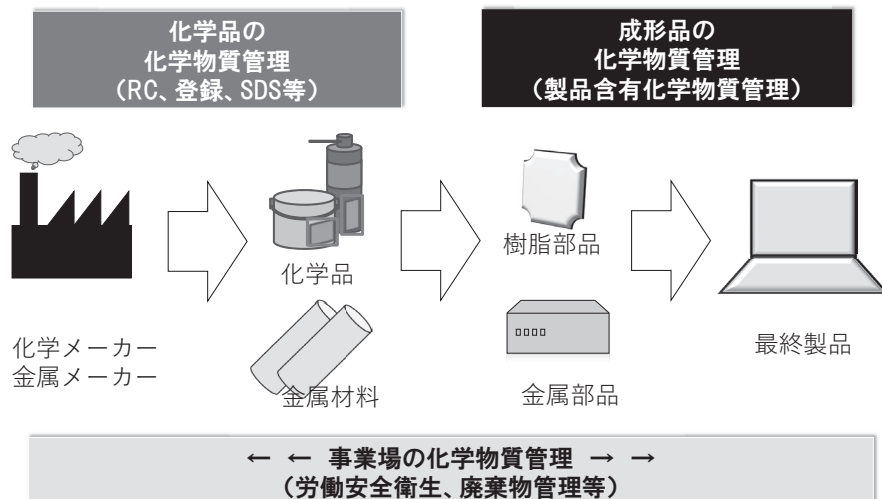 化学品の
化学物質管理
（RC、登録、SDS等）
成形品の
化学物質管理
（製品含有化学物質管理）
化学品
樹脂部品
化学メーカー
金属メーカー
金属材料
金属部品
最終製品
← ← 事業場の化学物質管理 → →
（労働安全衛生、廃棄物管理等）